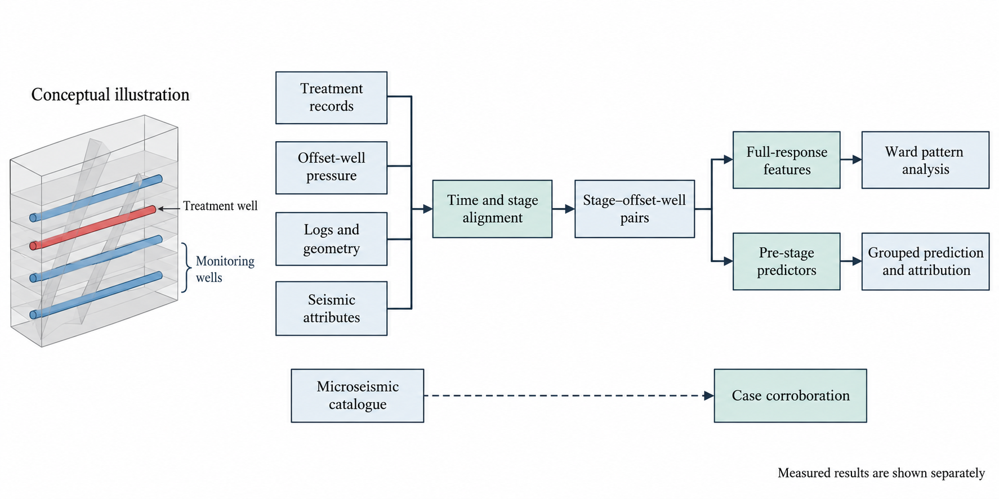 Conceptual illustration
Treatment well
Monitoring
wells
Treatment
records
Offset-well
pressure
Logs and
geometry
Seismic
attributes
Time and stage
alignment
Stage–offset-well
pairs
Full-response
features
Ward pattern
analysis
Pre-stage
predictors
Grouped prediction
and attribution
Microseismic
catalogue
Case corroboration
Measured results are shown separately